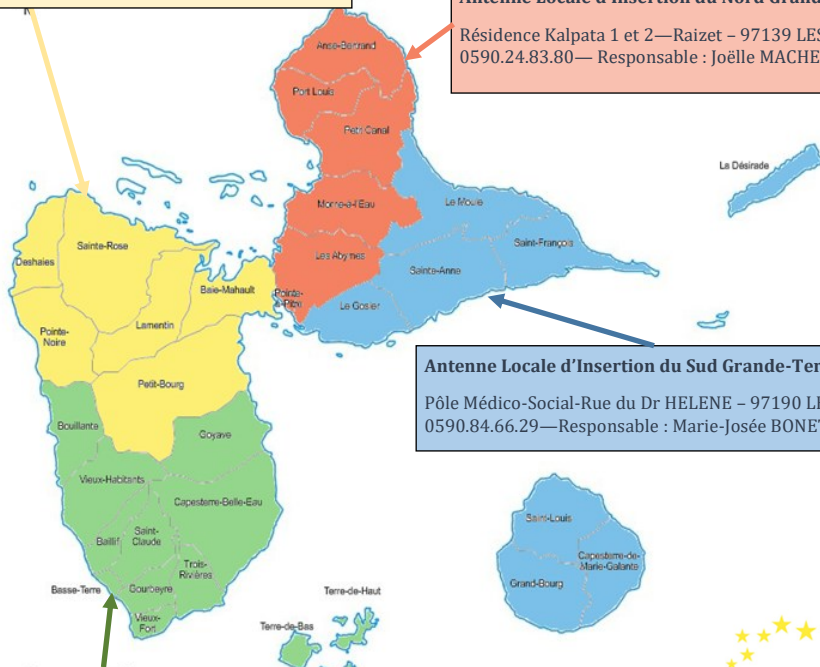 Antenne Locale d'Insertion du Nord Grande
Résidence Kalpata 1 et 2—Raizet – 97139 LES
0590.24.83.80— Responsable : Joëlle MACHE
Anse-Bertrand
Port Louis
Petit Canal
La Désirade
Morne-à-l'Eau
Le Moule
Sainte-Rose
Saint-François
Deshaies
Les Abymes
Sainte-Anne
Baie-Mahault
Pointe-
à-Pitre
Le Gosier
Lamentin
Pointe-
Noire
Antenne Locale d'Insertion du Sud Grande-Ter
Petit-Bourg
Pôle Médico-Social-Rue du Dr HELENE – 97190 LE
0590.84.66.29—Responsable : Marie-Josée BONET
Bouillante
Goyave
Vieux-Habitants
Capesterre-Belle-Eau
Saint-Louis
Saint-
Claude
Baillif
Capesterre-de-
Marie-Galante
Trois-
Rivières
Grand-Bourg
Basse-Terre
Gourbeyre
Terre-de-Haut
Vieux-
Fort
Terre-de-Bas